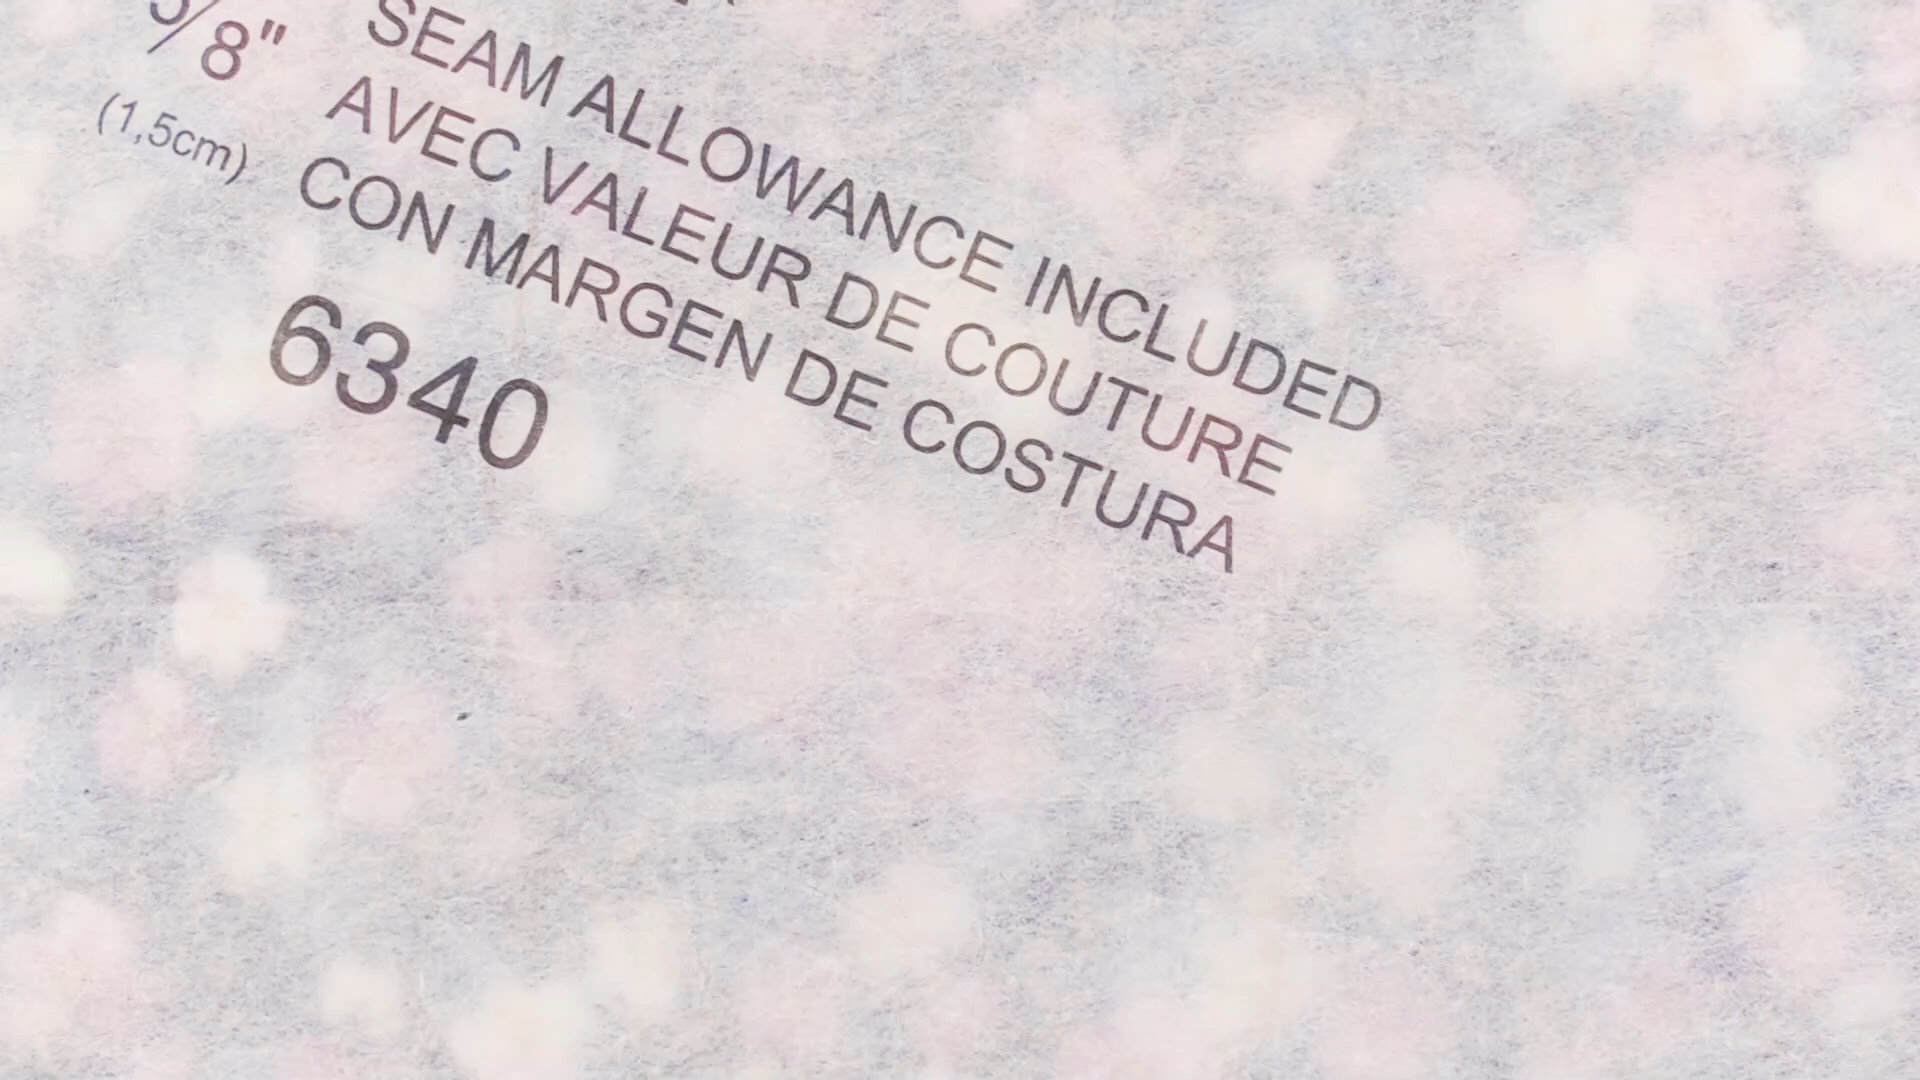 5/8" SEAM ALLOWANCE INCLUDED
AVEC VALEUR DE COUTURE
(1,5cm) CON MARGEN DE COSTURA
6340